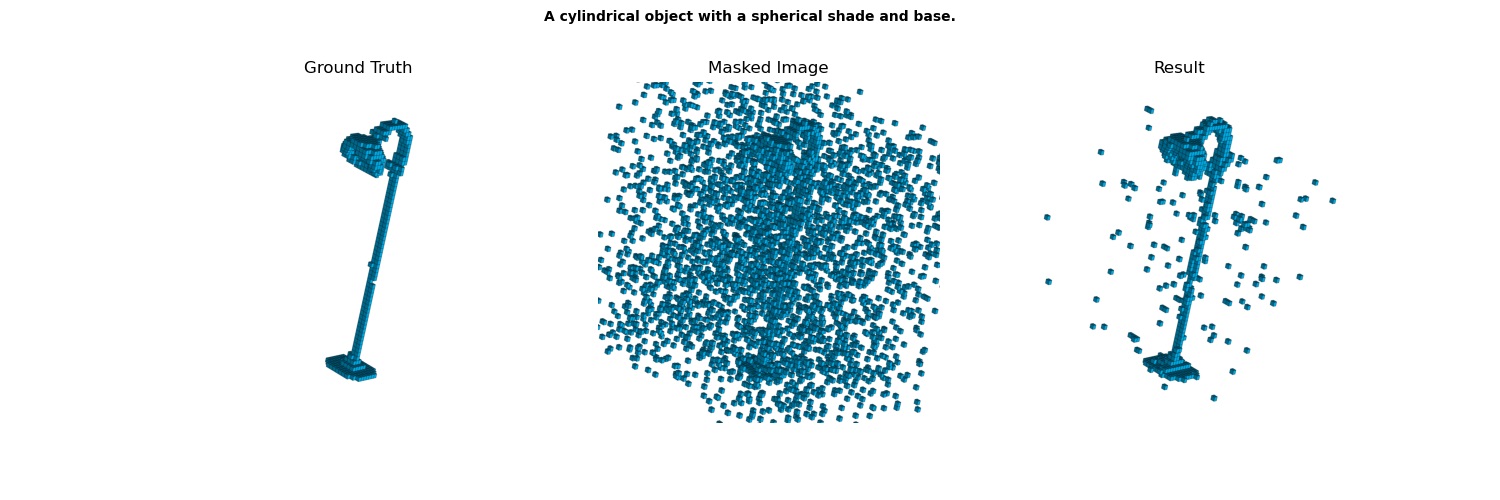 A cylindrical object with a spherical shade and base.
Ground Truth
Masked Image
Result